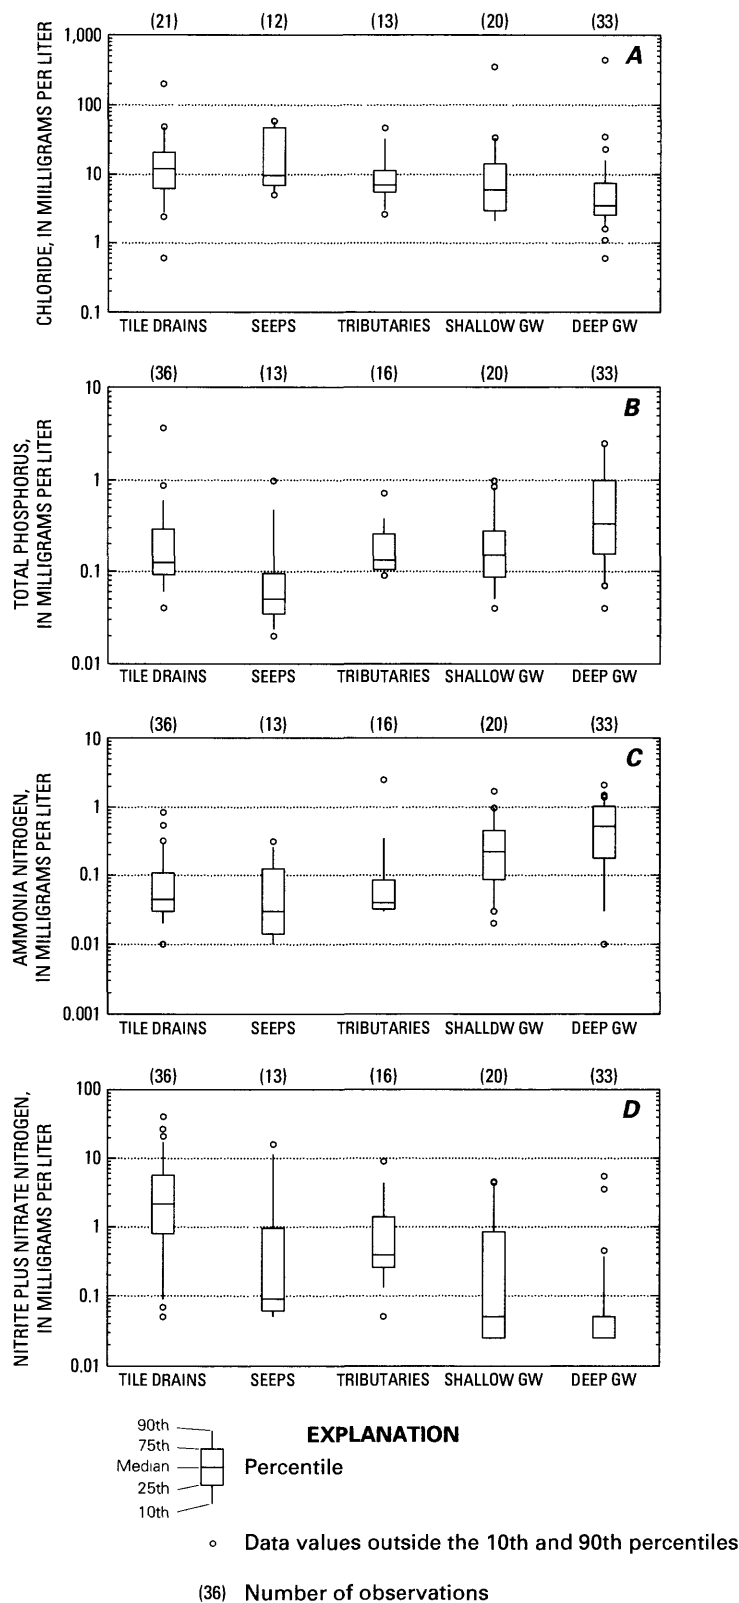 (21) (12) (13) (20) (33)
CHLORIDE, IN MIILLIGRAMS PER LITER
1,000
A
100
10
1
0.1
TILE DRAINS SEEPS TRIBUTARIES SHALLOW GW DEEP GW
(36) (13) (16) (20) (33)
TOTAL PHOSPHORUS,
IN MILLIGRAMS PER LITER
10
B
1
0.1
0.01
TILE DRAINS SEEPS TRIBUTARIES SHALLOW GW DEEP GW
(36) (13) (16) (20) (33)
AMMONIA NITROGEN,
IN MILLIGRAMS PER LITER
10
C
1
0.1
0.01
0.001
TILE DRAINS SEEPS TRIBUTARIES SHALLDW GW DEEP GW
(36) (13) (16) (20) (33)
NITRITE PLUS NITRATE NITROGEN,
IN MILLIGRAMS PER LITER
100
D
10
1
0.1
0.01
TILE DRAINS SEEPS TRIBUTARIES SHALLOW GW DEEP GW
EXPLANATION
90th
75th
Median
25th
10th
Percentile
Data values outside the 10th and 90th percentiles
(36) Number of observations